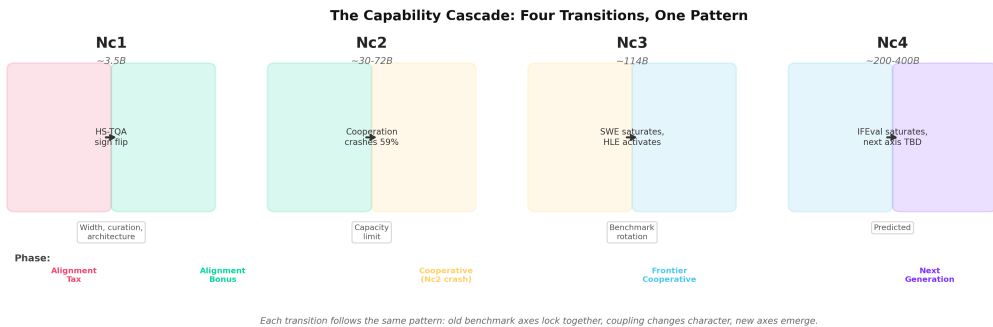 The Capability Cascade: Four Transitions, One Pattern
Nc1
~3.5B
HS-TQA
sign flip
Width, curation,
architecture
Nc2
~30-72B
Cooperation
crashes 59%
Capacity
limit
Nc3
~114B
SWE saturates,
HLE activates
Benchmark
rotation
Nc4
~200-400B
IFEval saturates,
next axis TBD
Predicted
Phase:
Alignment
Tax
Alignment
Bonus
Cooperative
(Nc2 crash)
Frontier
Cooperative
Next
Generation
Each transition follows the same pattern: old benchmark axes lock together, coupling changes character, new axes emerge.